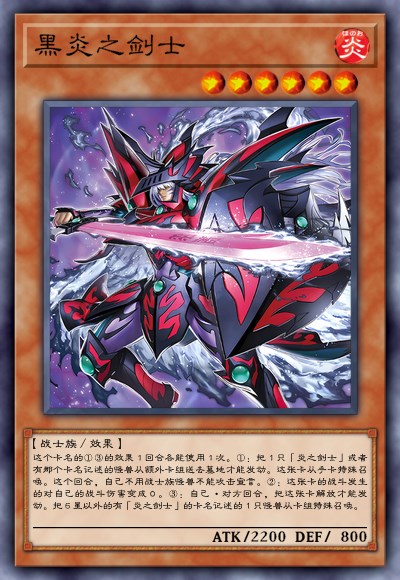 黑炎之剑士
ほのお
炎
【战士族/效果】
这个卡名的①③的效果1回合各能使用1次。①：把1只「炎之剑士」或者
有那个卡名记述的怪兽从额外卡组送去墓地才能发动。这张卡从手卡特殊召
唤。这个回合，自己不用战士族怪兽不能攻击宣言。②：这张卡的战斗发生
的对自己的战斗伤害变成0。③：自己·对方回合，把这张卡解放才能发
动。把6星以外的有「炎之剑士」的卡名记述的1只怪兽从卡组特殊召唤。
ATK/2200 DEF/ 800